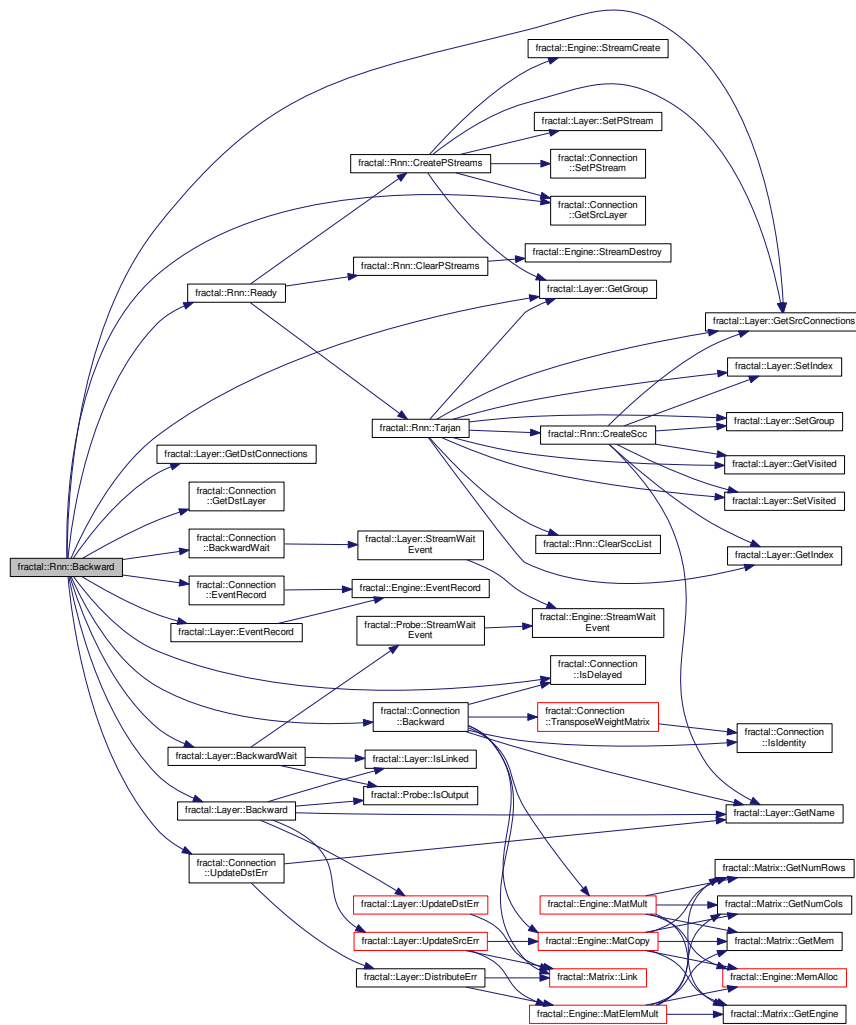 fractal::Engine::StreamCreate
fractal::Layer::SetPStream
fractal::Rnn::CreatePStreams
fractal::Connection
::SetPStream
fractal::Connection
::GetSrcLayer
fractal::Engine::StreamDestroy
fractal::Rnn::ClearPStreams
fractal::Rnn::Ready
fractal::Layer::GetGroup
fractal::Layer::GetSrcConnections
fractal::Layer::SetIndex
fractal::Layer::SetGroup
fractal::Rnn::Tarjan
fractal::Rnn::CreateScc
fractal::Layer::GetDstConnections
fractal::Layer::GetVisited
fractal::Connection
::GetDstLayer
fractal::Layer::SetVisited
fractal::Connection
::BackwardWait
fractal::Layer::StreamWait
Event
fractal::Rnn::ClearSccList
fractal::Layer::GetIndex
fractal::Rnn::Backward
fractal::Connection
::EventRecord
fractal::Engine::EventRecord
fractal::Layer::EventRecord
fractal::Probe::StreamWait
Event
fractal::Engine::StreamWait
Event
fractal::Connection
::IsDelayed
fractal::Connection
::Backward
fractal::Connection
::TransposeWeightMatrix
fractal::Connection
::IsIdentity
fractal::Layer::BackwardWait
fractal::Layer::IsLinked
fractal::Probe::IsOutput
fractal::Layer::Backward
fractal::Layer::GetName
fractal::Connection
::UpdateDstErr
fractal::Matrix::GetNumRows
fractal::Layer::UpdateDstErr
fractal::Engine::MatMult
fractal::Matrix::GetNumCols
fractal::Layer::UpdateSrcErr
fractal::Engine::MatCopy
fractal::Matrix::GetMem
fractal::Layer::DistributeErr
fractal::Matrix::Link
fractal::Engine::MemAlloc
fractal::Engine::MatElemMult
fractal::Matrix::GetEngine